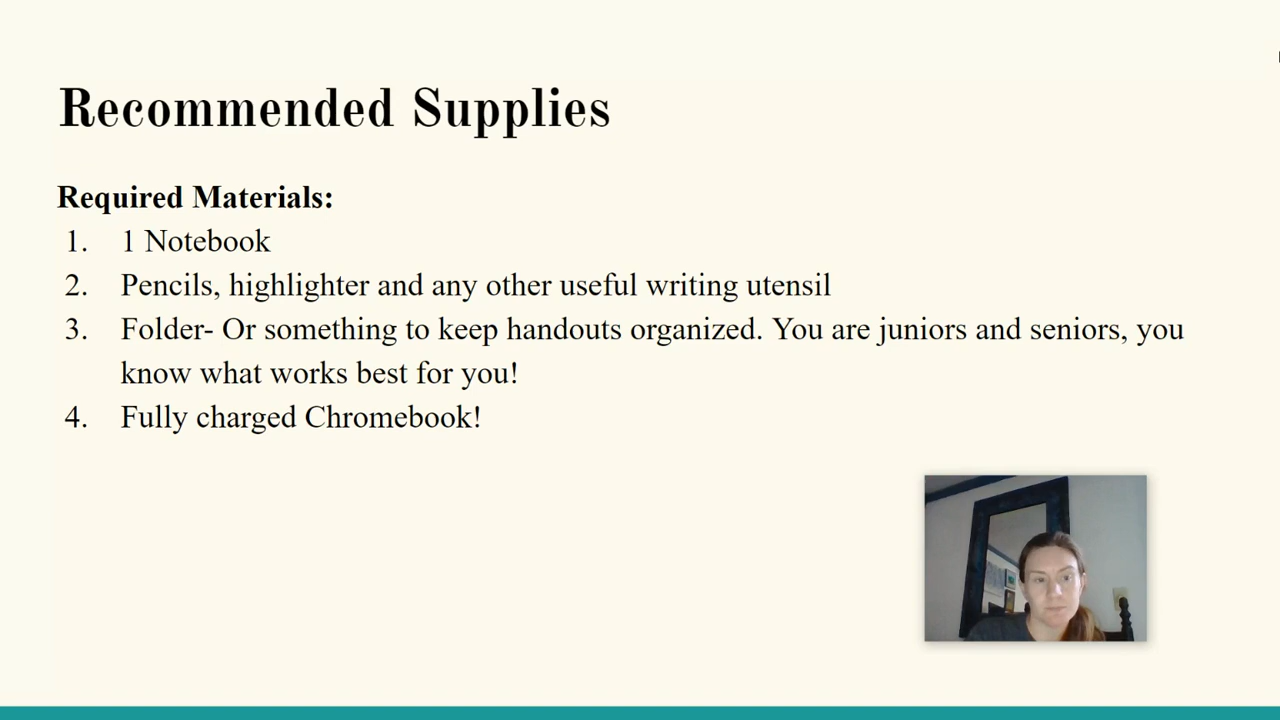 Recommended Supplies
Required Materials:
1. 1 Notebook
2. Pencils, highlighter and any other useful writing utensil
3. Folder- Or something to keep handouts organized. You are juniors and seniors, you
know what works best for you!
4. Fully charged Chromebook!